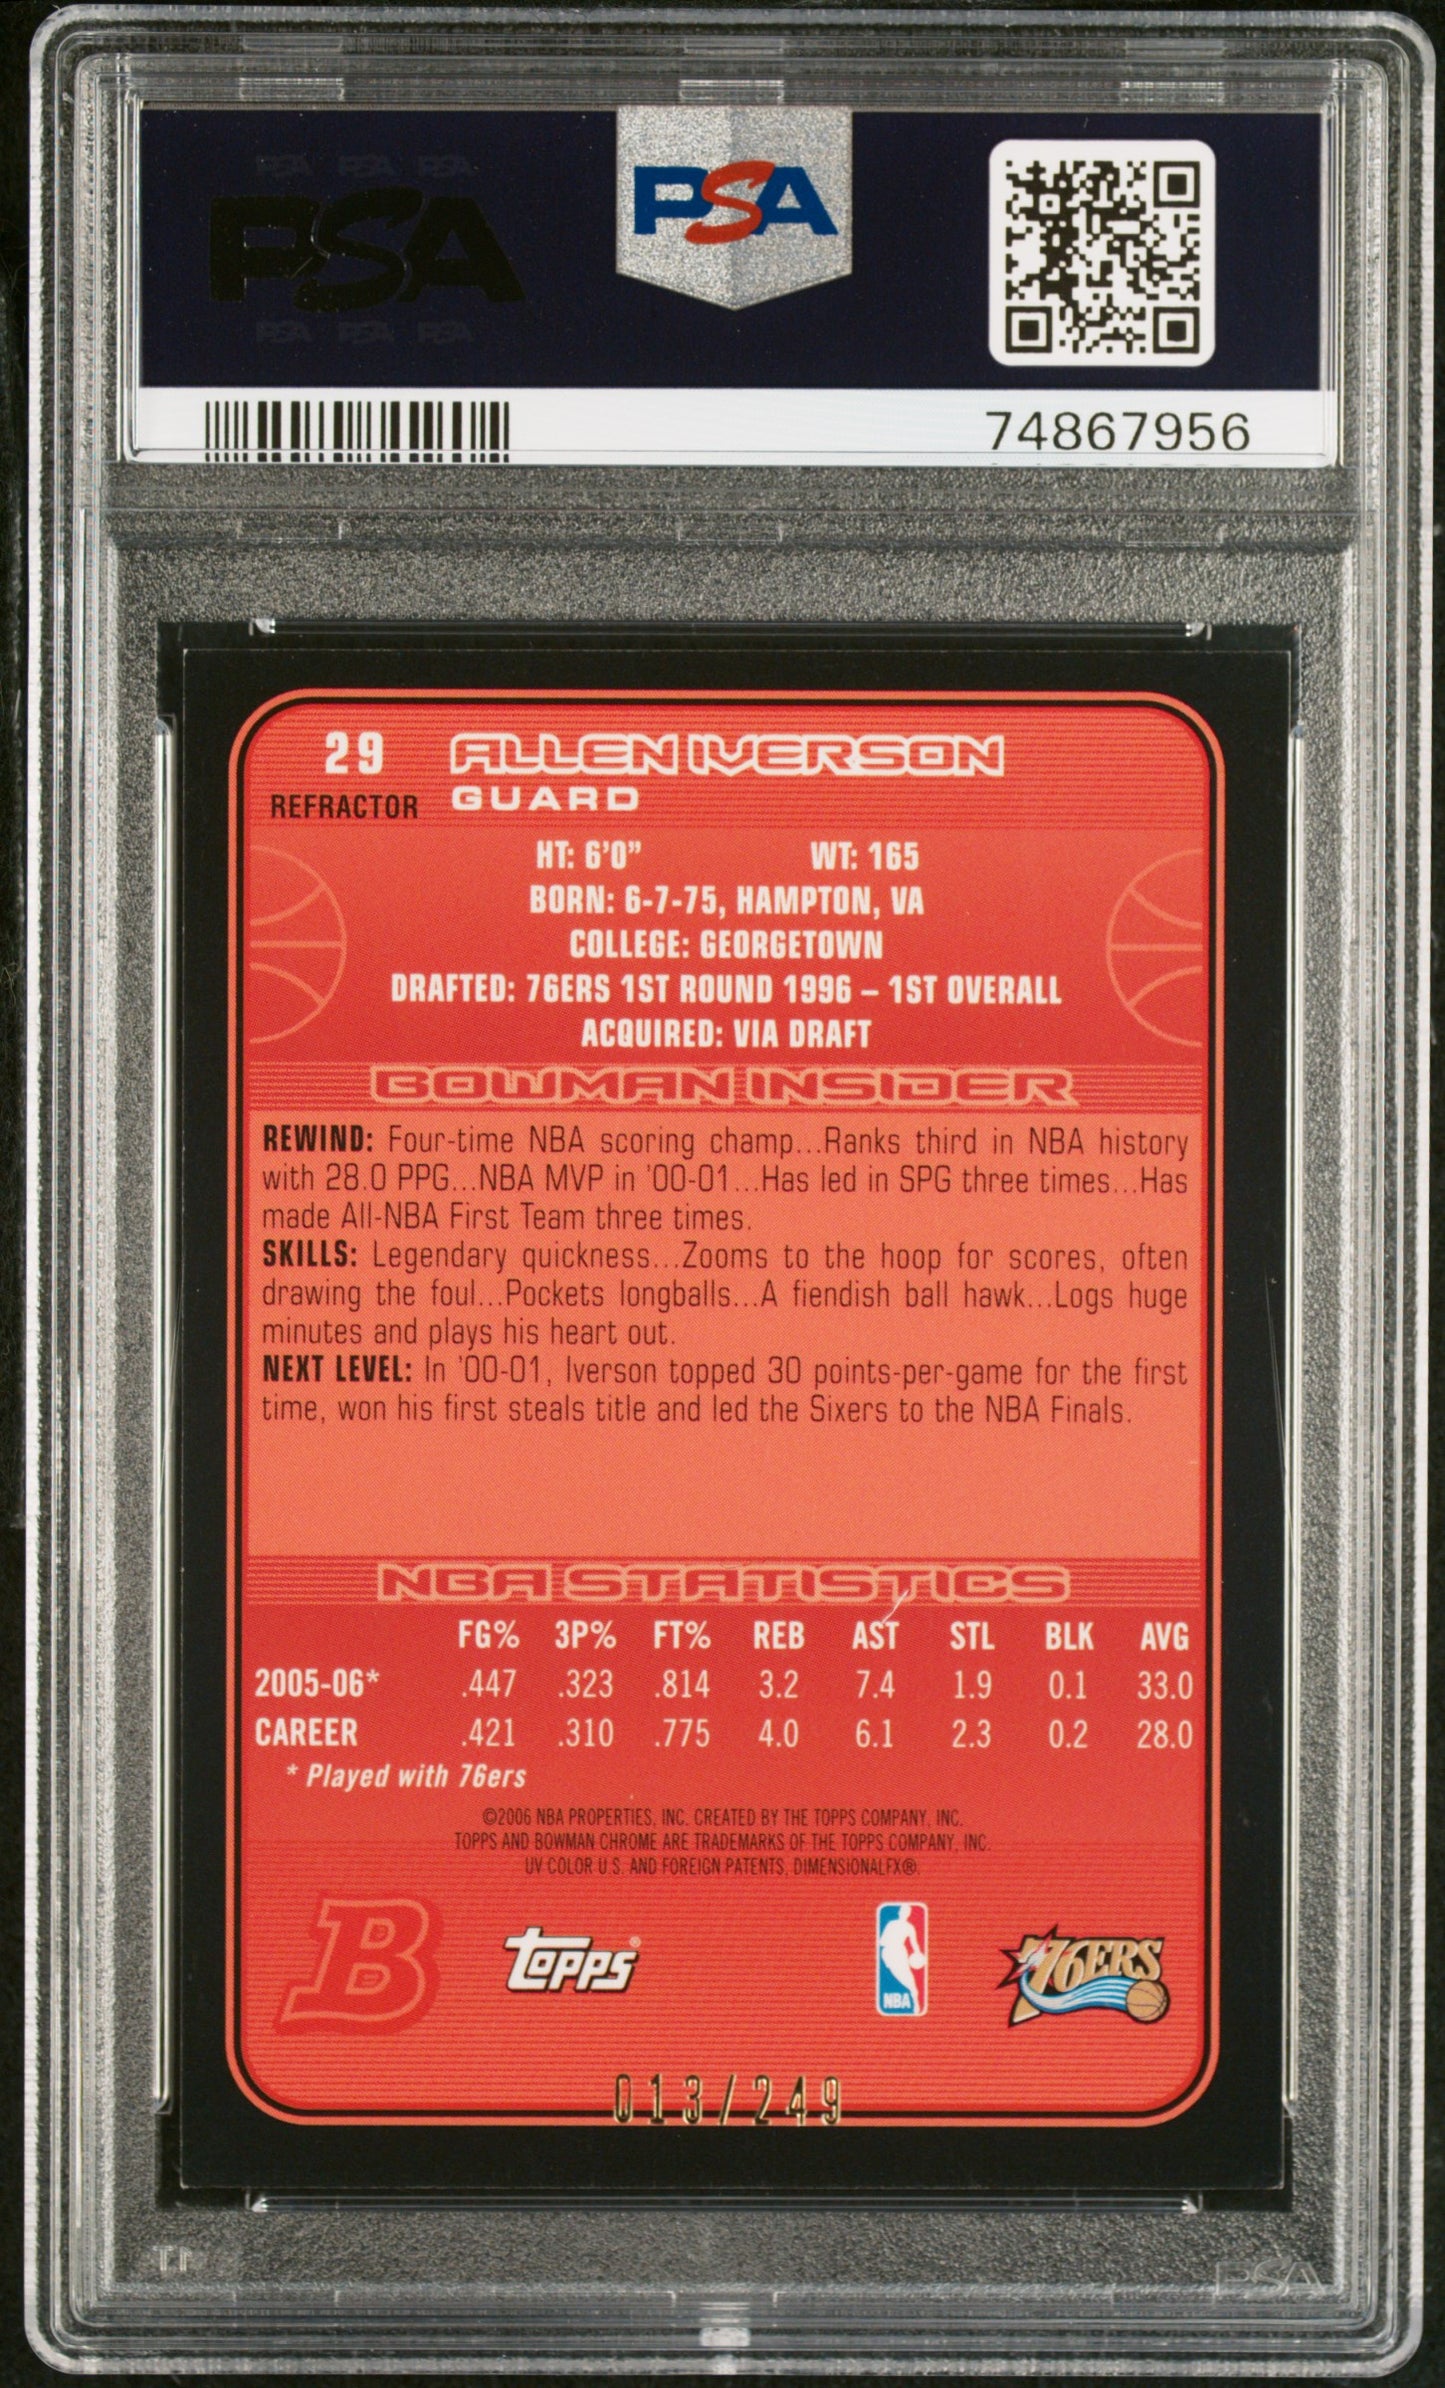 PSA PSA PSA
PSA
PSA PSA PSA
PSA
74867956
29
REFRACTOR
ALLEN IVERSON
GUARD
HT: 6'0" WT: 165
BORN: 6-7-75, HAMPTON, VA
COLLEGE: GEORGETOWN
DRAFTED: 76ERS 1ST ROUND 1996 – 1ST OVERALL
ACQUIRED: VIA DRAFT
BOWMAN INSIDER
REWIND: Four-time NBA scoring champ...Ranks third in NBA history
with 28.0 PPG...NBA MVP in '00-01...Has led in SPG three times...Has
made All-NBA First Team three times.
SKILLS: Legendary quickness...Zooms to the hoop for scores, often
drawing the foul...Pockets longballs...A fiendish ball hawk...Logs huge
minutes and plays his heart out.
NEXT LEVEL: In '00-01, Iverson topped 30 points-per-game for the first
time, won his first steals title and led the Sixers to the NBA Finals.
NBA STATISTICS
FG% 3P% FT% REB AST STL BLK AVG
2005-06* .447 .323 .814 3.2 7.4 1.9 0.1 33.0
CAREER .421 .310 .775 4.0 6.1 2.3 0.2 28.0
* Played with 76ers
©2006 NBA PROPERTIES, INC. CREATED BY THE TOPPS COMPANY, INC.
TOPPS AND BOWMAN CHROME ARE TRADEMARKS OF THE TOPPS COMPANY, INC.
UV COLOR U.S. AND FOREIGN PATENTS, DIMENSIONALFX®.
B
Topps®
NBA
76ERS
013/249
PSA